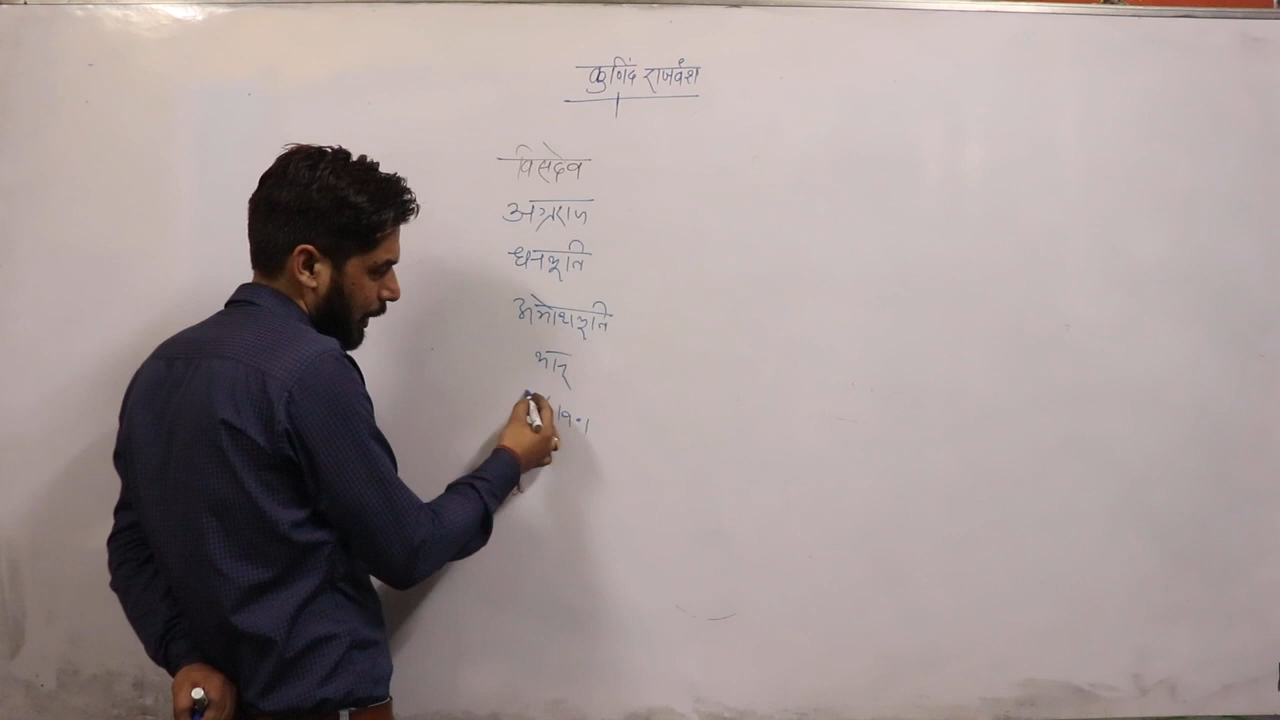 कुणिंद राजवंश
विसदेव
अग्रराज
धनभूति
अमोघभूति